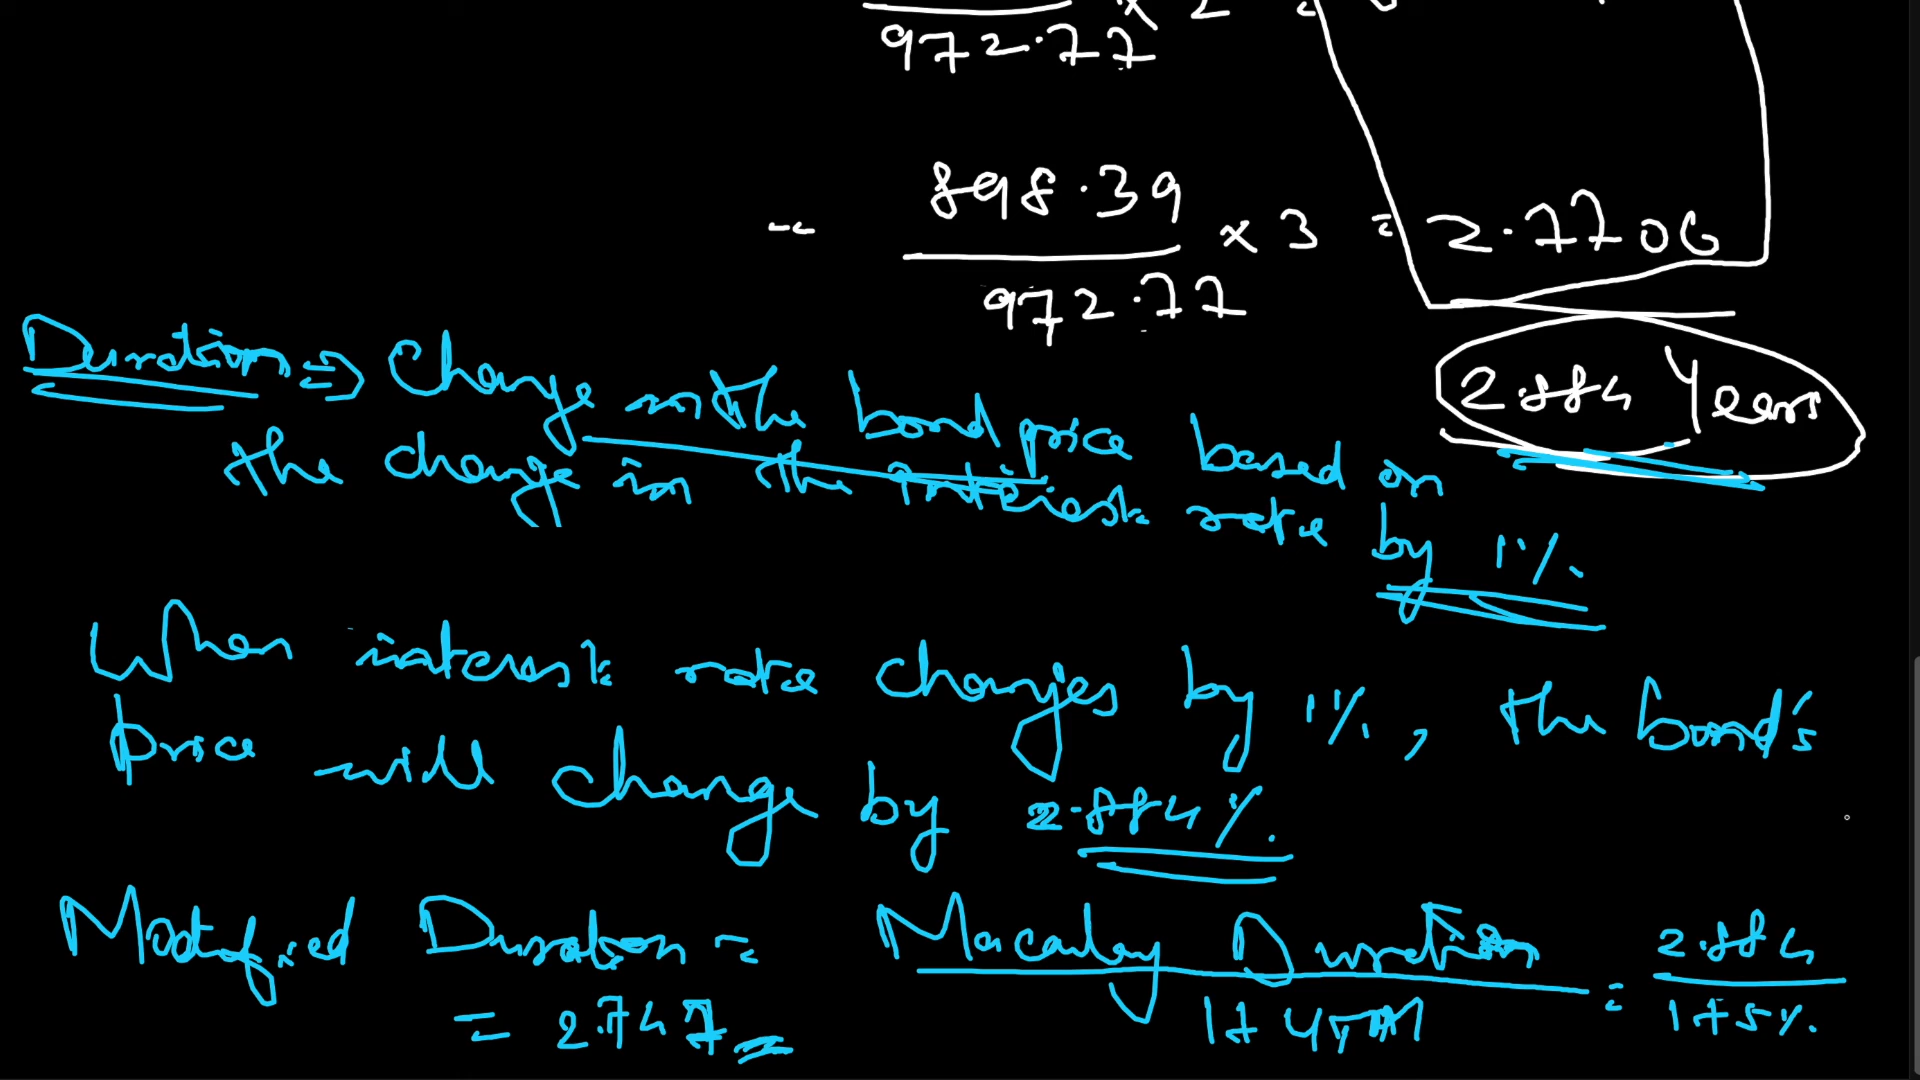 972.77 x 2 =
-- 898.39 / 972.77 x 3 = 2.7706
2.884 Years
Duration => Change in the bond price based on
the change in the interest rate by 1%.
When interest rate changes by 1%, the bond's
price will change by 2.884%.
Modified Duration = Macaulay Duration / 1+YTM = 2.884 / 1+5%.
= 2.747